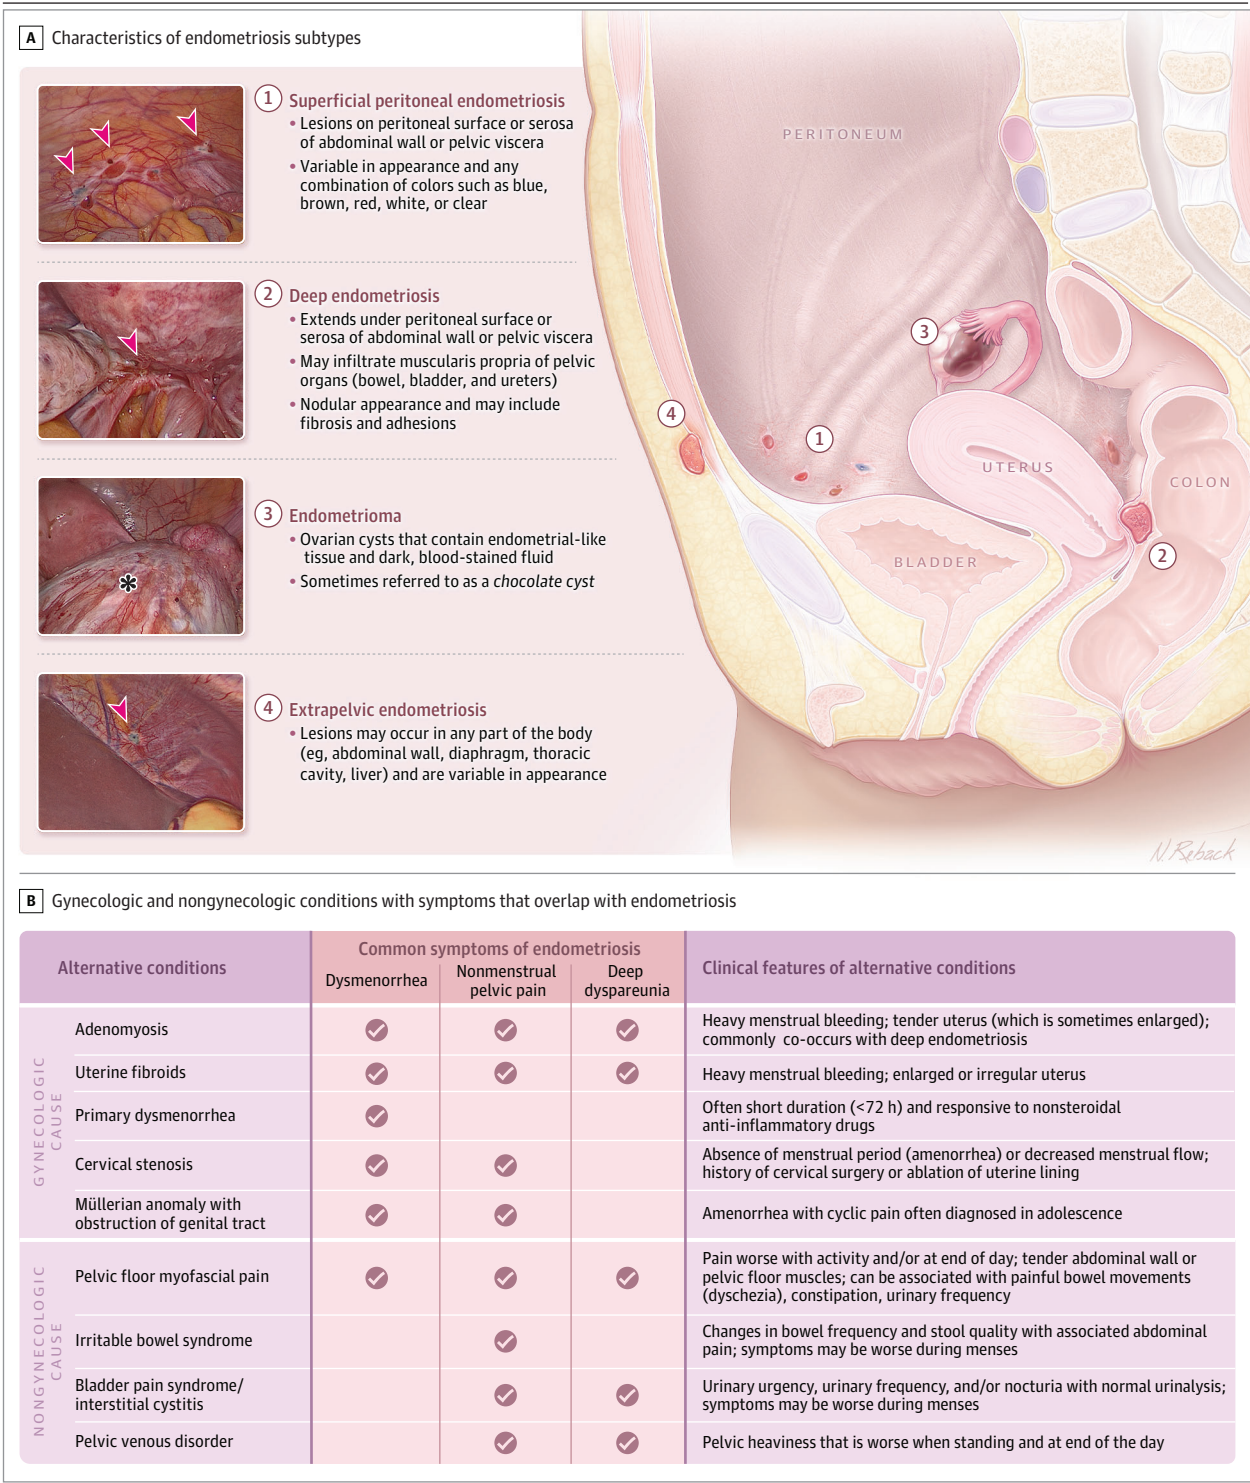 A Characteristics of endometriosis subtypes
1 Superficial peritoneal endometriosis
• Lesions on peritoneal surface or serosa
of abdominal wall or pelvic viscera
• Variable in appearance and any
combination of colors such as blue,
brown, red, white, or clear
2 Deep endometriosis
• Extends under peritoneal surface or
serosa of abdominal wall or pelvic viscera
• May infiltrate muscularis propria of pelvic
organs (bowel, bladder, and ureters)
• Nodular appearance and may include
fibrosis and adhesions
*
3 Endometrioma
• Ovarian cysts that contain endometrial-like
tissue and dark, blood-stained fluid
• Sometimes referred to as a chocolate cyst
4 Extrapelvic endometriosis
• Lesions may occur in any part of the body
(eg, abdominal wall, diaphragm, thoracic
cavity, liver) and are variable in appearance
PERITONEUM
3
4
1
UTERUS
COLON
BLADDER
2
N. Reback
B Gynecologic and nongynecologic conditions with symptoms that overlap with endometriosis
Alternative conditions
Common symptoms of endometriosis
Dysmenorrhea
Nonmenstrual
pelvic pain
Deep
dyspareunia
Clinical features of alternative conditions
GYNECOLOGIC
CAUSE
Adenomyosis
Heavy menstrual bleeding; tender uterus (which is sometimes enlarged);
commonly co-occurs with deep endometriosis
Uterine fibroids
Heavy menstrual bleeding; enlarged or irregular uterus
Primary dysmenorrhea
Often short duration (<72 h) and responsive to nonsteroidal
anti-inflammatory drugs
Cervical stenosis
Absence of menstrual period (amenorrhea) or decreased menstrual flow;
history of cervical surgery or ablation of uterine lining
Müllerian anomaly with
obstruction of genital tract
Amenorrhea with cyclic pain often diagnosed in adolescence
NONGYNECOLOGIC
CAUSE
Pelvic floor myofascial pain
Pain worse with activity and/or at end of day; tender abdominal wall or
pelvic floor muscles; can be associated with painful bowel movements
(dyschezia), constipation, urinary frequency
Irritable bowel syndrome
Changes in bowel frequency and stool quality with associated abdominal
pain; symptoms may be worse during menses
Bladder pain syndrome/
interstitial cystitis
Urinary urgency, urinary frequency, and/or nocturia with normal urinalysis;
symptoms may be worse during menses
Pelvic venous disorder
Pelvic heaviness that is worse when standing and at end of the day